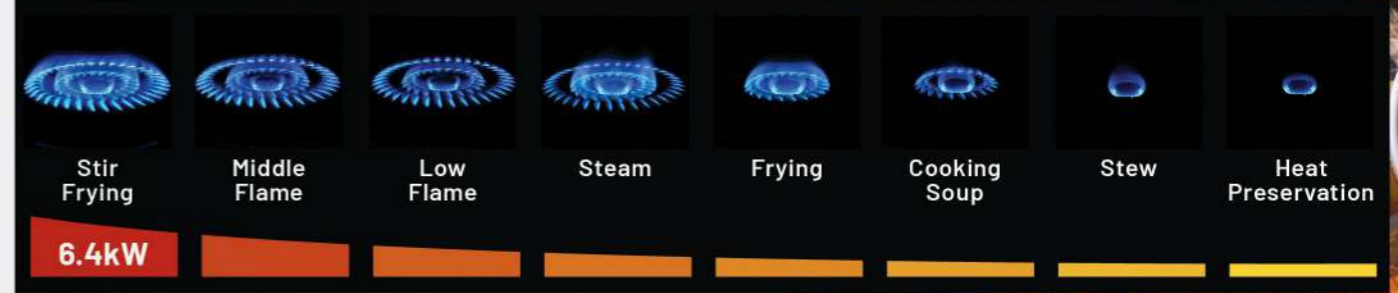 Stir
Frying
Middle
Flame
Low
Flame
Steam
Frying
Cooking
Soup
Stew
Heat
Preservation
6.4kW